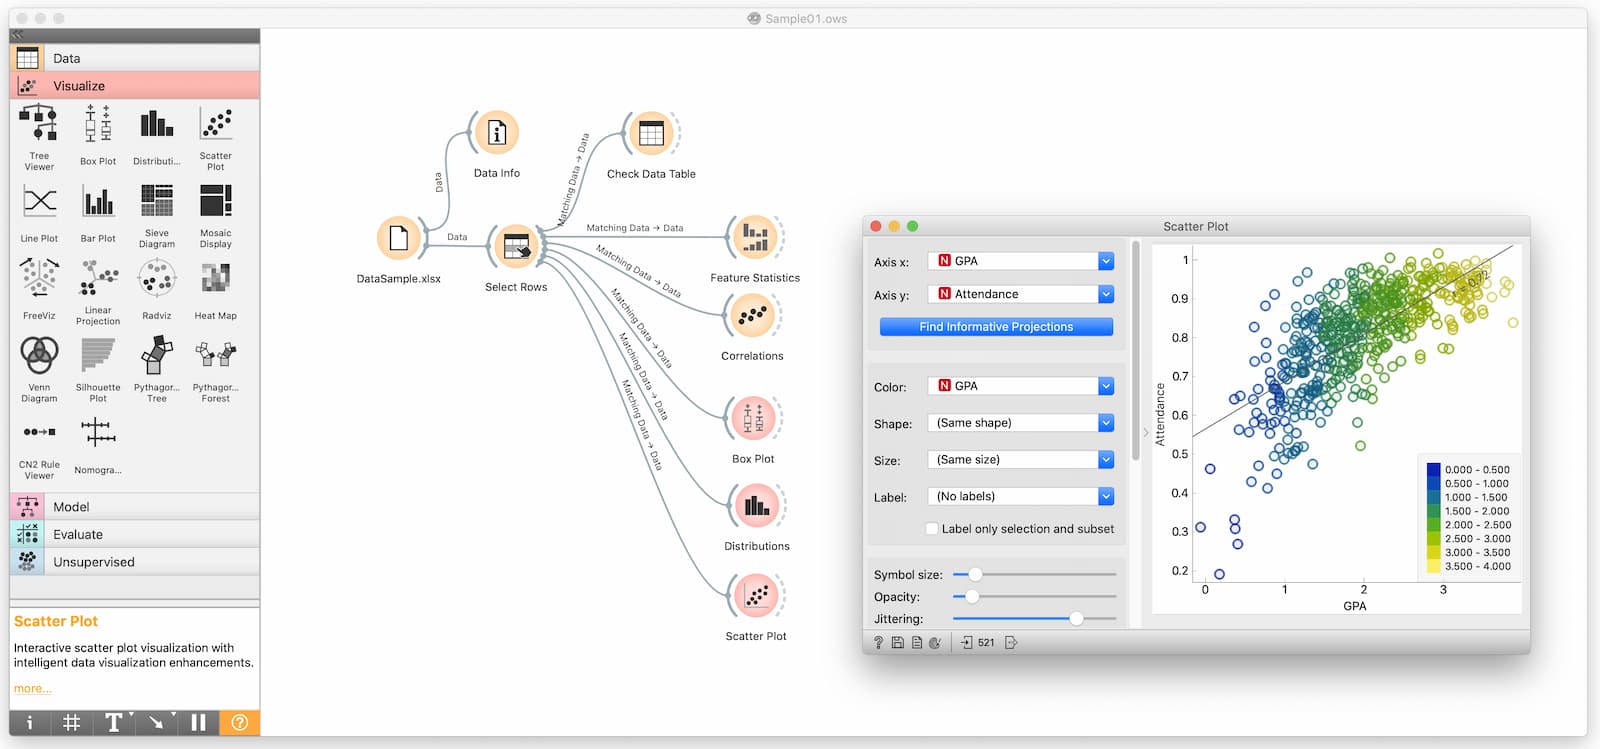 Sample01.ows
Data
Visualize
Tree
Viewer
Box Plot
Distributi...
Scatter
Plot
Line Plot
Bar Plot
Sieve
Diagram
Mosaic
Display
FreeViz
Linear
Projection
Radviz
Heat Map
Venn
Diagram
Silhouette
Plot
Pythagor...
Tree
Pythagor...
Forest
CN2 Rule
Viewer
Nomogra...
Model
Evaluate
Unsupervised
Scatter Plot
Interactive scatter plot visualization with
intelligent data visualization enhancements.
more...
Data Info
Check Data Table
Data
Data
DataSample.xlsx
Select Rows
Matching Data → Data
Matching Data → Data
Matching Data → Data
Matching Data → Data
Matching Data → Data
Matching Data → Data
Feature Statistics
Correlations
Box Plot
Distributions
Scatter Plot
Scatter Plot
Axis x:
N GPA
Axis y:
N Attendance
Find Informative Projections
Color:
N GPA
Shape:
(Same shape)
Size:
(Same size)
Label:
(No labels)
Label only selection and subset
Symbol size:
Opacity:
Jittering:
? 521
Attendance
1
0.9
0.8
0.7
0.6
0.5
0.4
0.3
0.2
r = 0.72
0.000 - 0.500
0.500 - 1.000
1.000 - 1.500
1.500 - 2.000
2.000 - 2.500
2.500 - 3.000
3.000 - 3.500
3.500 - 4.000
0 1 2 3
GPA